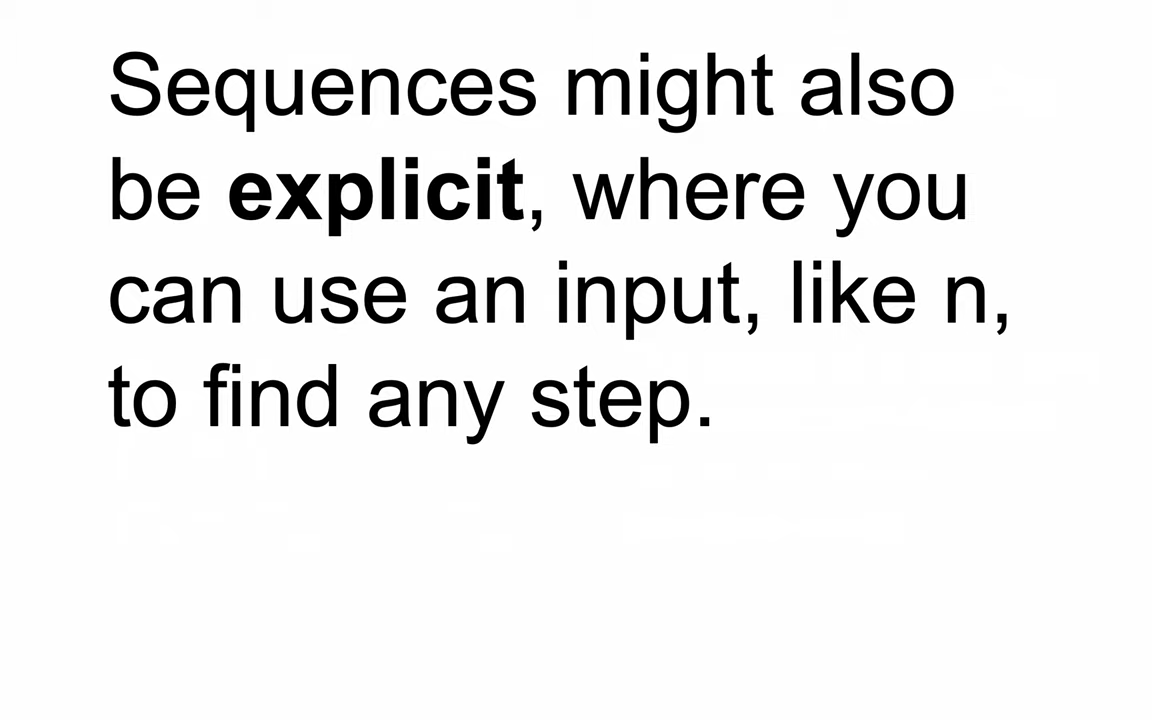 Sequences might also
be explicit, where you
can use an input, like n,
to find any step.